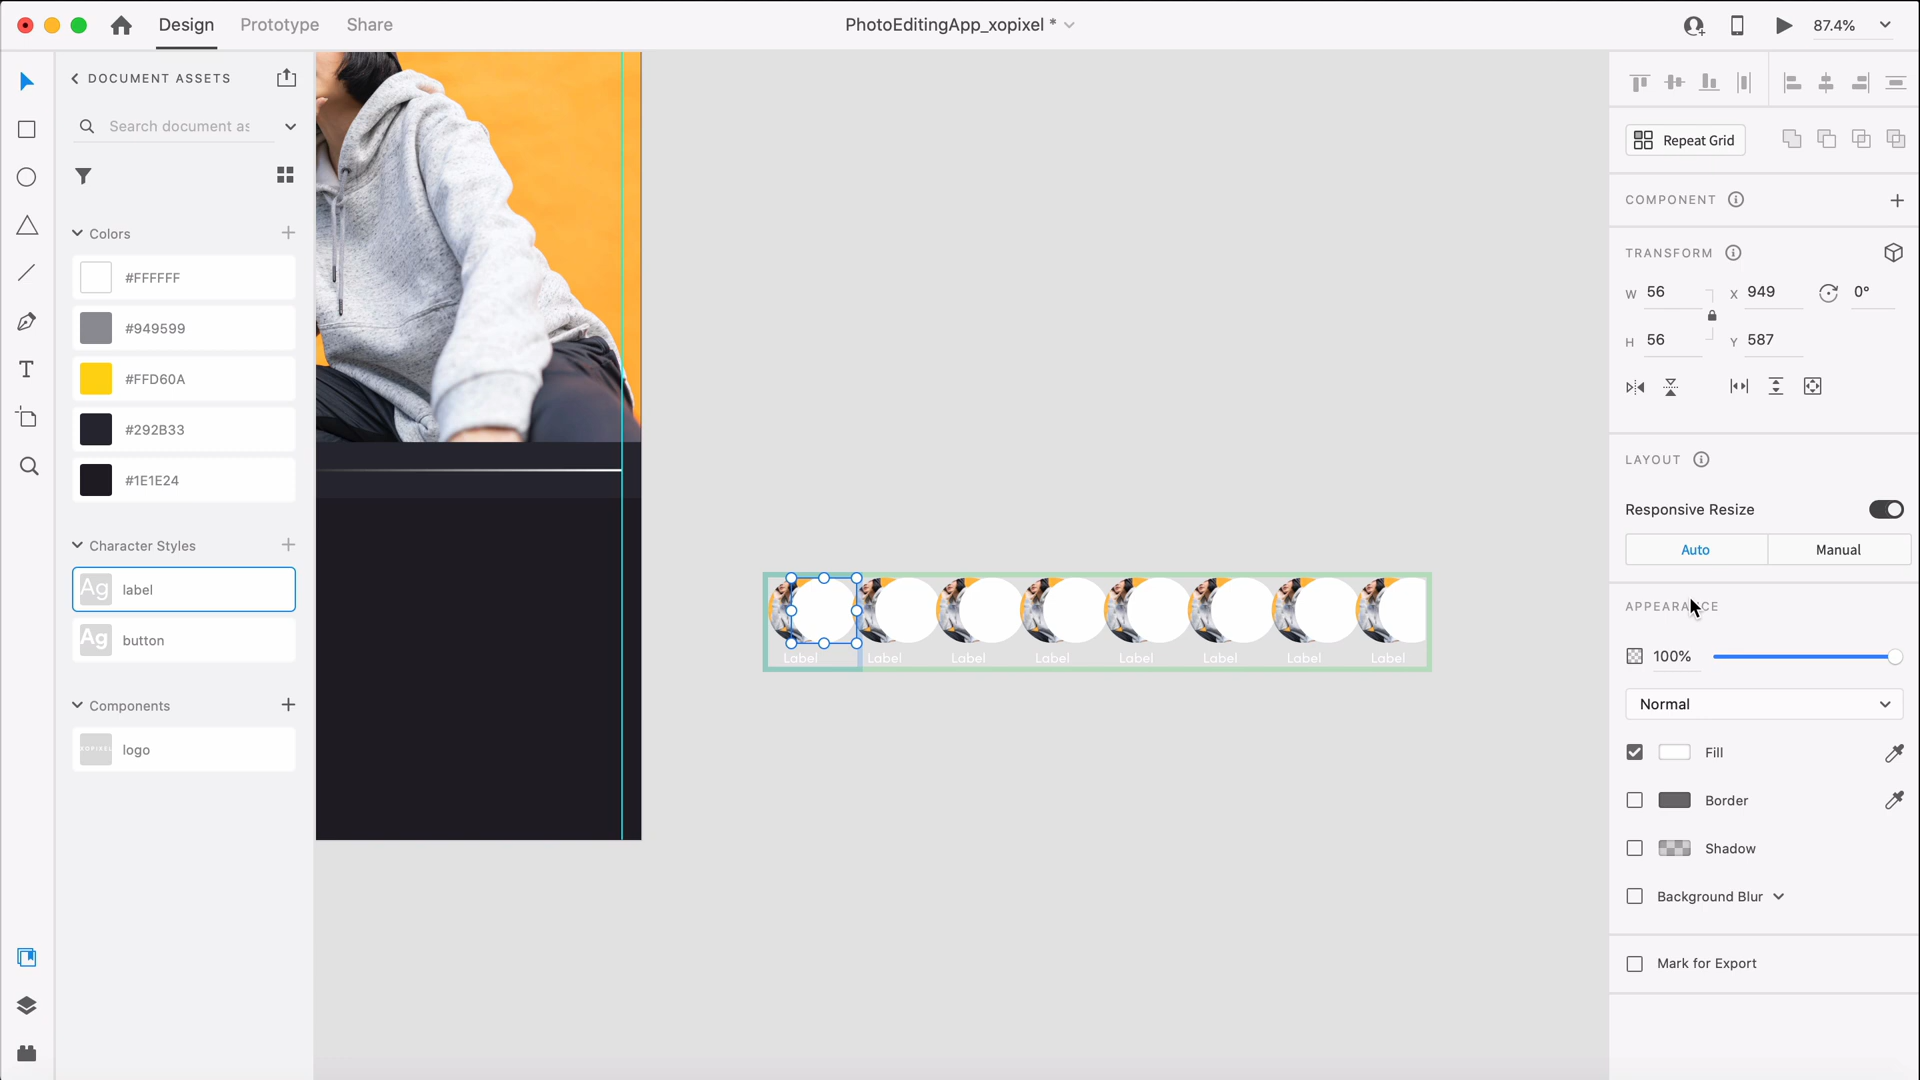 Design Prototype Share
PhotoEditingApp_xopixel *
87.4%
DOCUMENT ASSETS
Search document as
Colors
#FFFFFF
#949599
#FFD60A
#292B33
#1E1E24
Character Styles
Ag label
Ag button
Components
XOPIXEL logo
Label Label Label Label Label Label Label Label
Repeat Grid
COMPONENT
TRANSFORM
W 56 X 949 0°
H 56 Y 587
LAYOUT
Responsive Resize
Auto Manual
APPEARANCE
100%
Normal
Fill
Border
Shadow
Background Blur
Mark for Export